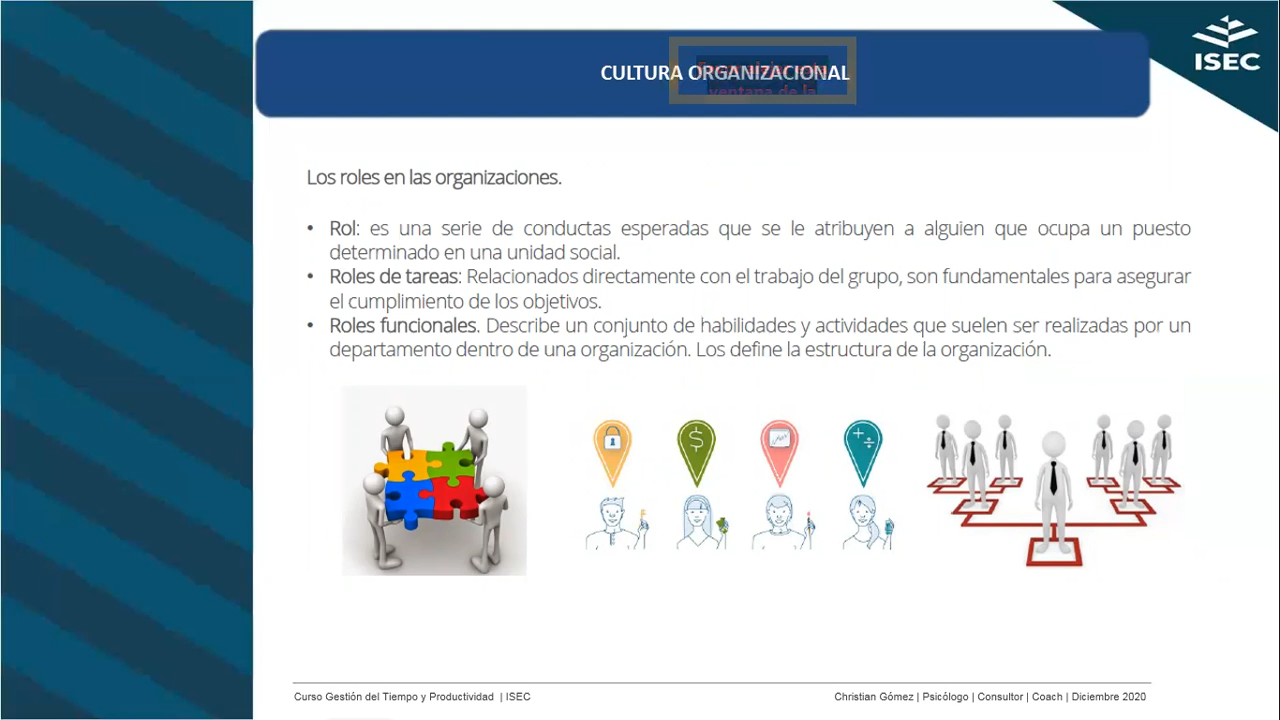 ISEC
CULTURA ORGANIZACIONAL
ventana de la
Los roles en las organizaciones.
• Rol: es una serie de conductas esperadas que se le atribuyen a alguien que ocupa un puesto
determinado en una unidad social.
• Roles de tareas: Relacionados directamente con el trabajo del grupo, son fundamentales para asegurar
el cumplimiento de los objetivos.
• Roles funcionales. Describe un conjunto de habilidades y actividades que suelen ser realizadas por un
departamento dentro de una organización. Los define la estructura de la organización.
Curso Gestión del Tiempo y Productividad | ISEC
Christian Gómez | Psicólogo | Consultor | Coach | Diciembre 2020